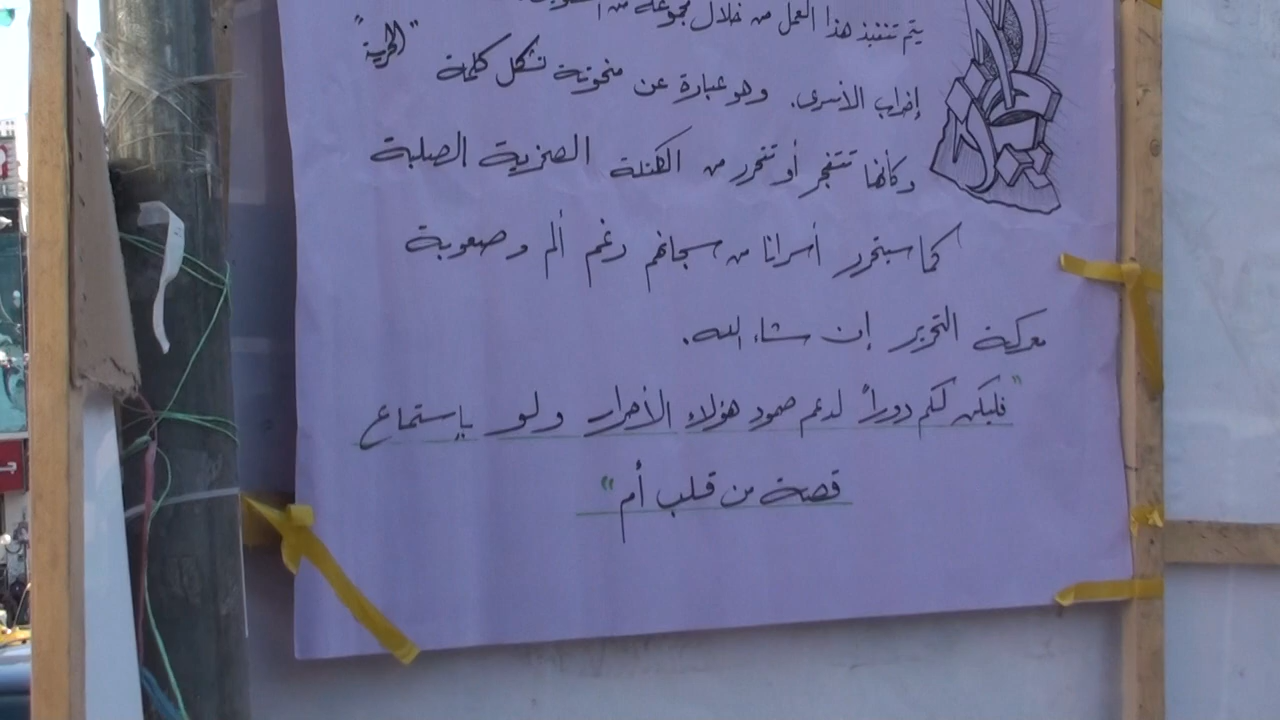 يتم تنفيذ هذا العمل من خلال مجموعة من
إضراب الأسرى. وهو عبارة عن منحوتة تشكل كلمة "الحرية"
وكأنها تتفجر أو تتحرر من الكتلة الصخرية الصلبة
كما سيتحرر أسرانا من سجانهم رغم ألم وصعوبة
معركة التحرير إن شاء الله.
"فليكن لكم دوراً لدعم صمود هؤلاء الأحرار ولو بإستماع
قصة من قلب أم"